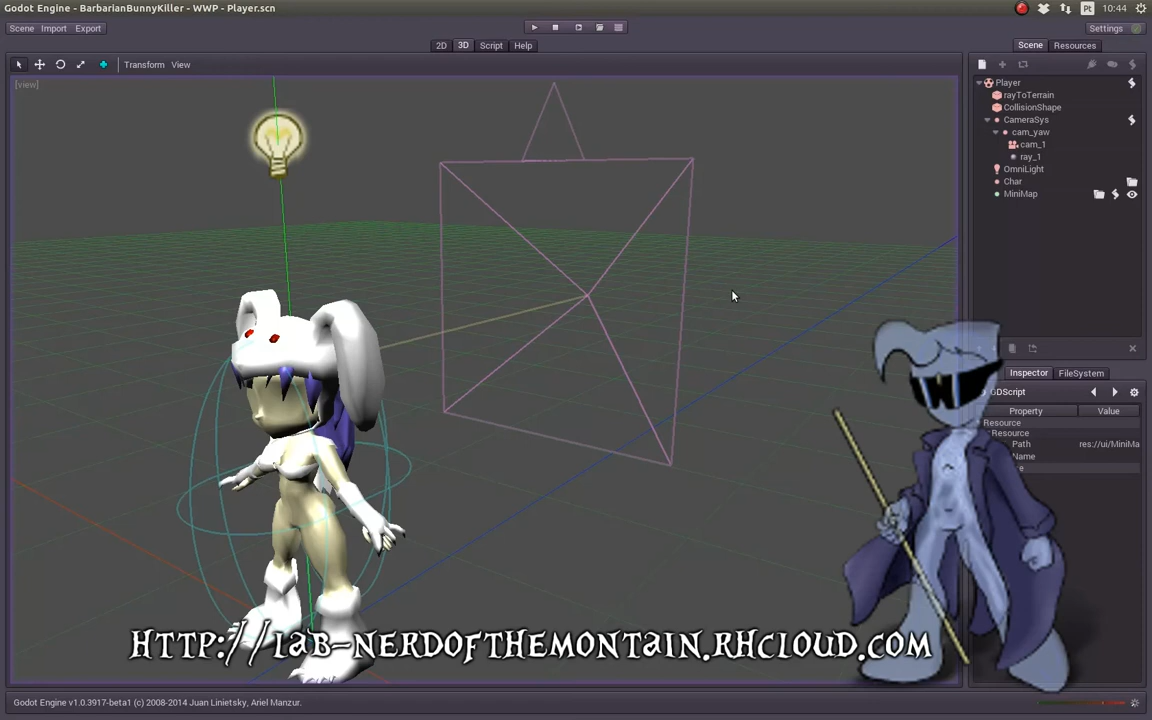 Godot Engine - BarbarianBunnyKiller - WWP - Player.scn
Pt 10:44
Scene Import Export
Settings
2D 3D Script Help
Scene Resources
Transform View
[view]
Player
rayToTerrain
CollisionShape
CameraSys
cam_yaw
cam_1
ray_1
OmniLight
Char
MiniMap
Inspector FileSystem
GDScript
Property Value
Resource
Resource
Path res://ui/MiniMa
Name
HTTP://lab-NERDOFTHEMONTAIN.RHCLOUD.COM
Godot Engine v1.0.3917-beta1 (c) 2008-2014 Juan Linietsky, Ariel Manzur.